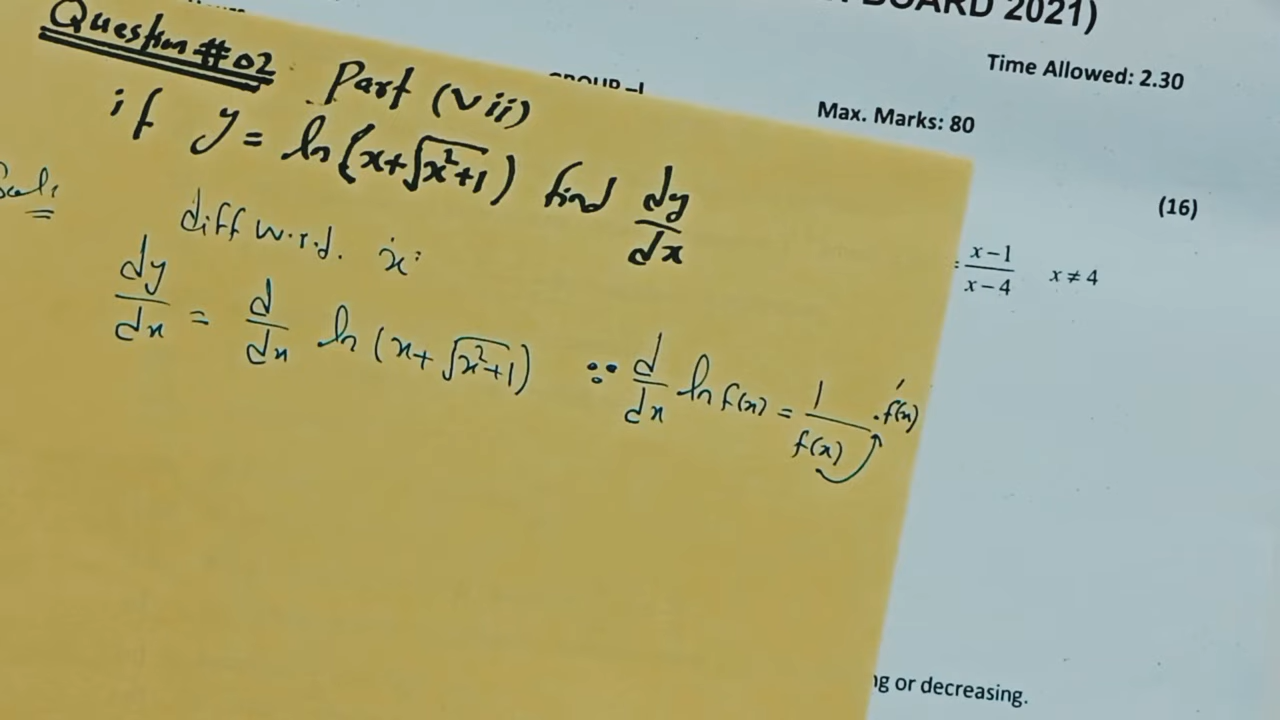 BOARD 2021)
Time Allowed: 2.30
GROUP –I
Max. Marks: 80
(16)
Question #02 Part (vii)
if y = ln(x+√(x²+1)) find dy/dx
Sol:
diff w.r.t. 'x'
dy/dx = d/dx ln(x+√(x²+1)) ∵ d/dx ln f(x) = 1/f(x) . f'(x)
= x−1/x−4 x ≠ 4
ng or decreasing.